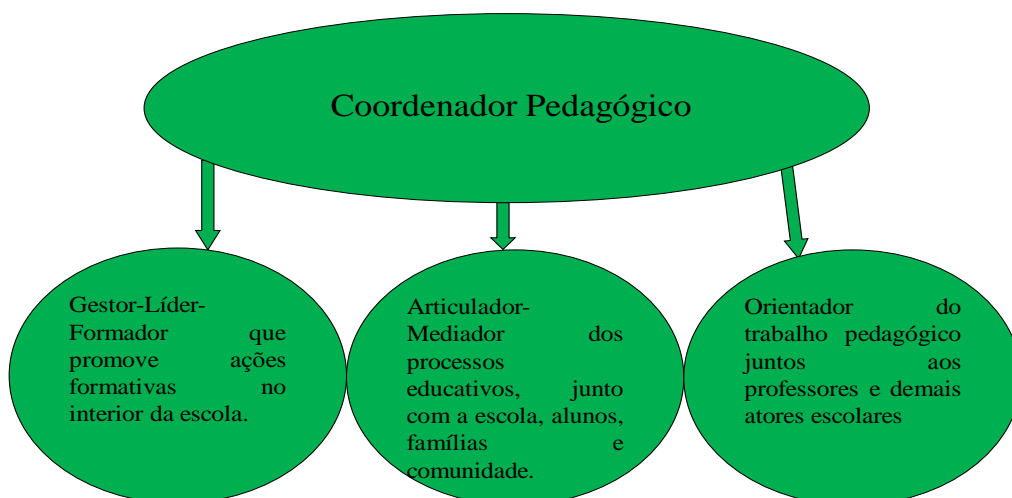 Coordenador Pedagógico
Gestor-Líder-
Formador que
promove ações
formativas no
interior da escola.
Articulador-
Mediador dos
processos
educativos, junto
com a escola, alunos,
famílias e
comunidade.
Orientador do
trabalho pedagógico
juntos aos
professores e demais
atores escolares